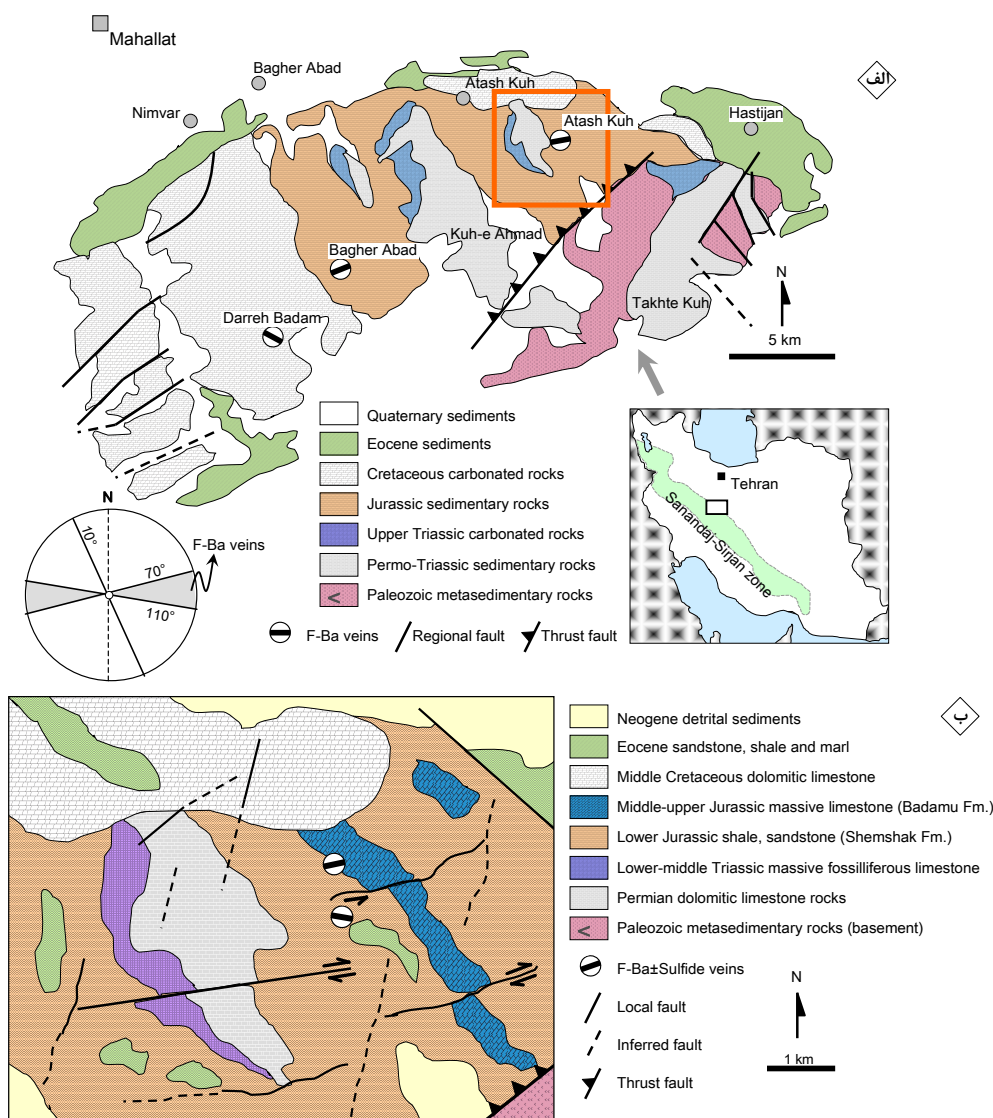 Mahallat
الف
Bagher Abad
Atash Kuh
Nimvar
Atash Kuh
Hastijan
Kuh-e Ahmad
Bagher Abad
N
Takhte Kuh
Darreh Badam
5 km
Quaternary sediments
Eocene sediments
Cretaceous carbonated rocks
Jurassic sedimentary rocks
Upper Triassic carbonated rocks
Permo-Triassic sedimentary rocks
Paleozoic metasedimentary rocks
F-Ba veins
Regional fault
Thrust fault
N
10°
F-Ba veins
70°
110°
Tehran
Sanandaj-Sirjan zone
ب
Neogene detrital sediments
Eocene sandstone, shale and marl
Middle Cretaceous dolomitic limestone
Middle-upper Jurassic massive limestone (Badamu Fm.)
Lower Jurassic shale, sandstone (Shemshak Fm.)
Lower-middle Triassic massive fossilliferous limestone
Permian dolomitic limestone rocks
Paleozoic metasedimentary rocks (basement)
F-Ba±Sulfide veins
Local fault
Inferred fault
Thrust fault
N
1 km